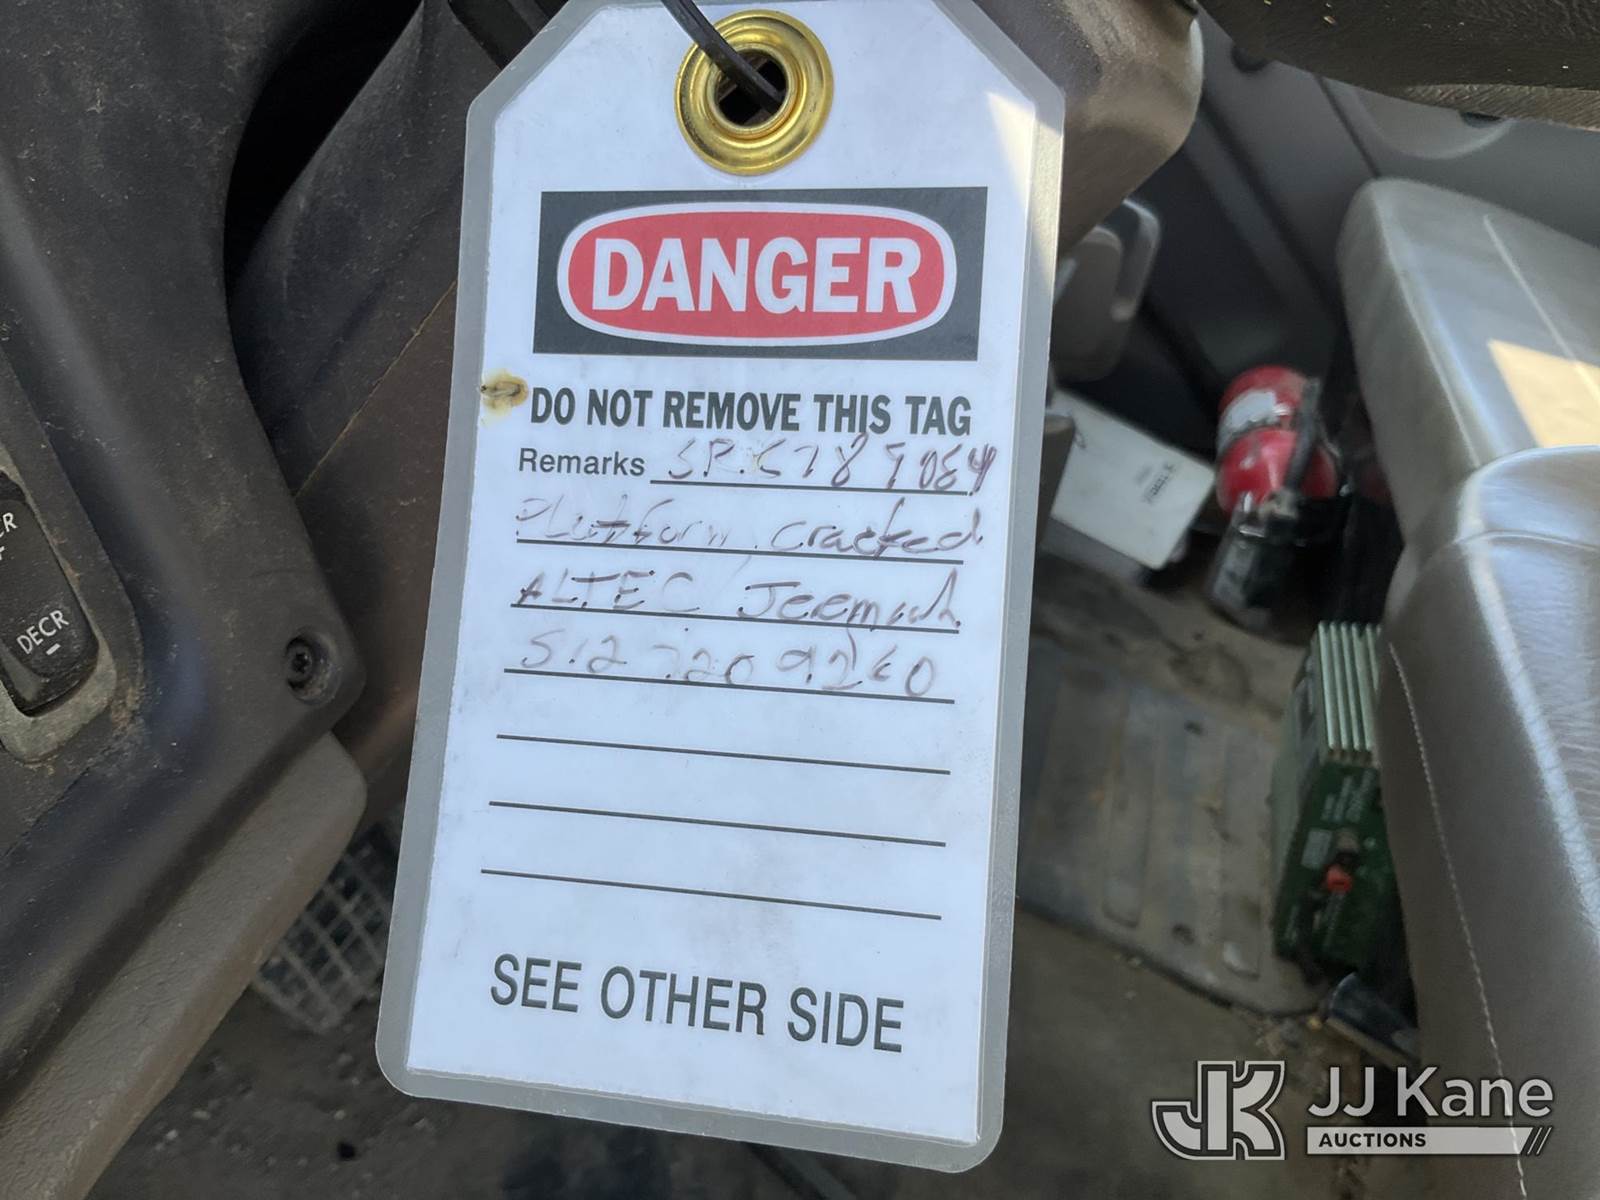 DANGER
DO NOT REMOVE THIS TAG
Remarks
Platform cracked
ALTEC
SEE OTHER SIDE
DECR
-
JJ Kane
AUCTIONS